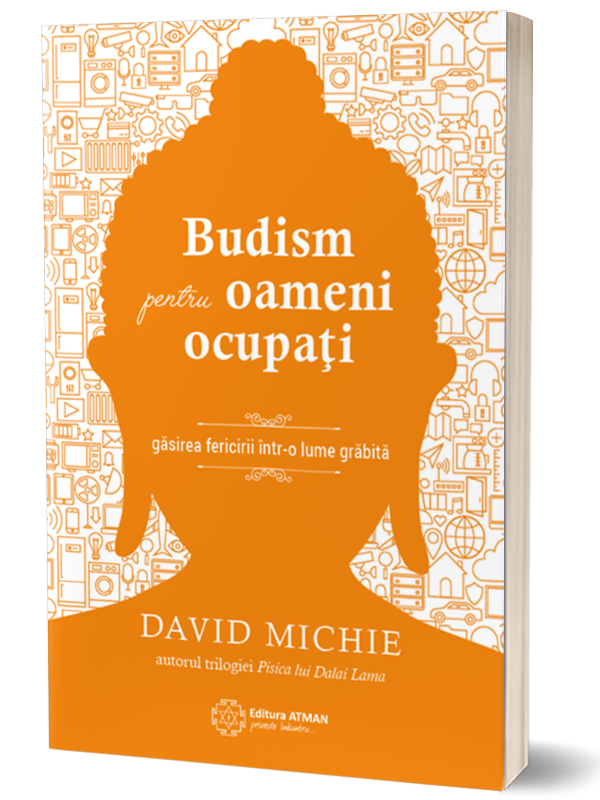 Budism
pentru oameni
ocupaţi
găsirea fericirii într-o lume grăbită
DAVID MICHIE
autorul trilogiei Pisica lui Dalai Lama
Editura ATMAN
privește înăuntru...